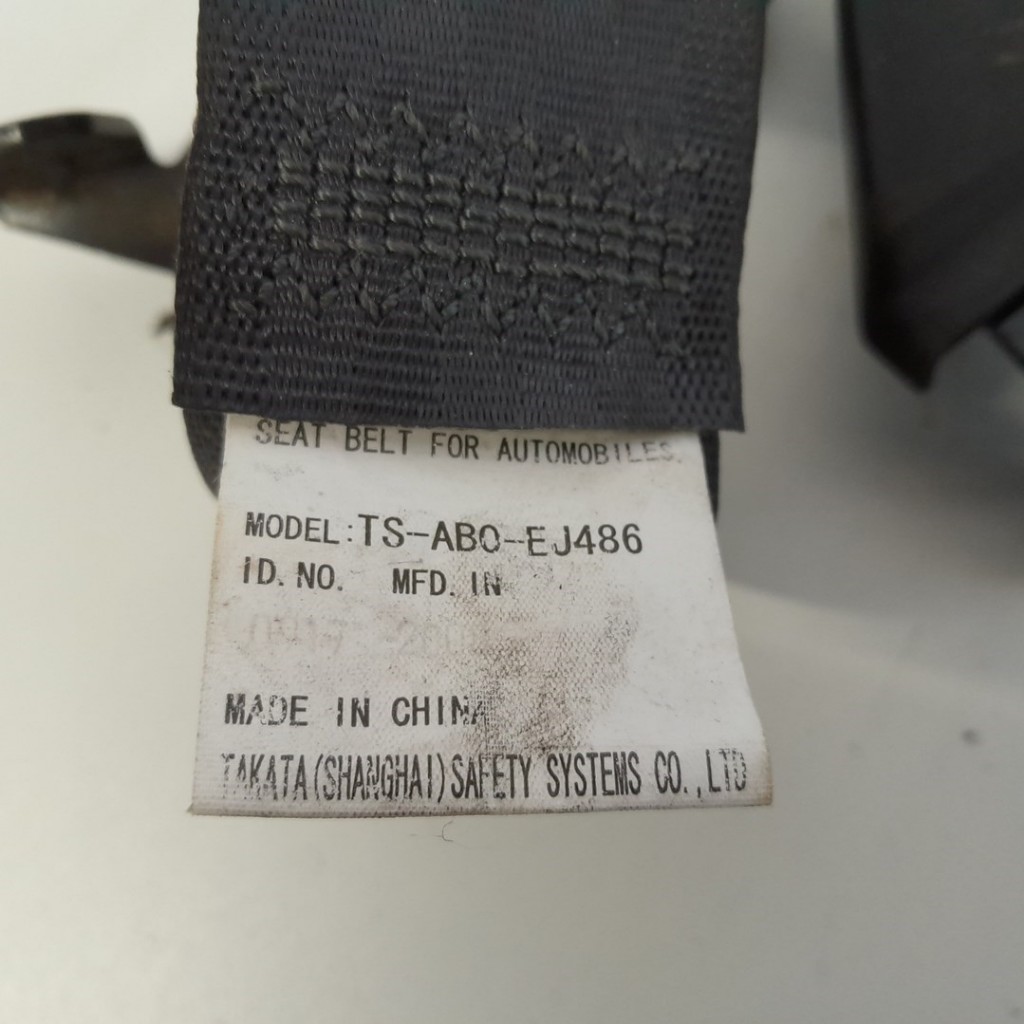 SEAT BELT FOR AUTOMOBILES.
MODEL:TS-ABO-EJ486
ID. NO. MFD. IN
MADE IN CHINA
TAKATA(SHANGHAI)SAFETY SYSTEMS CO.,LTD